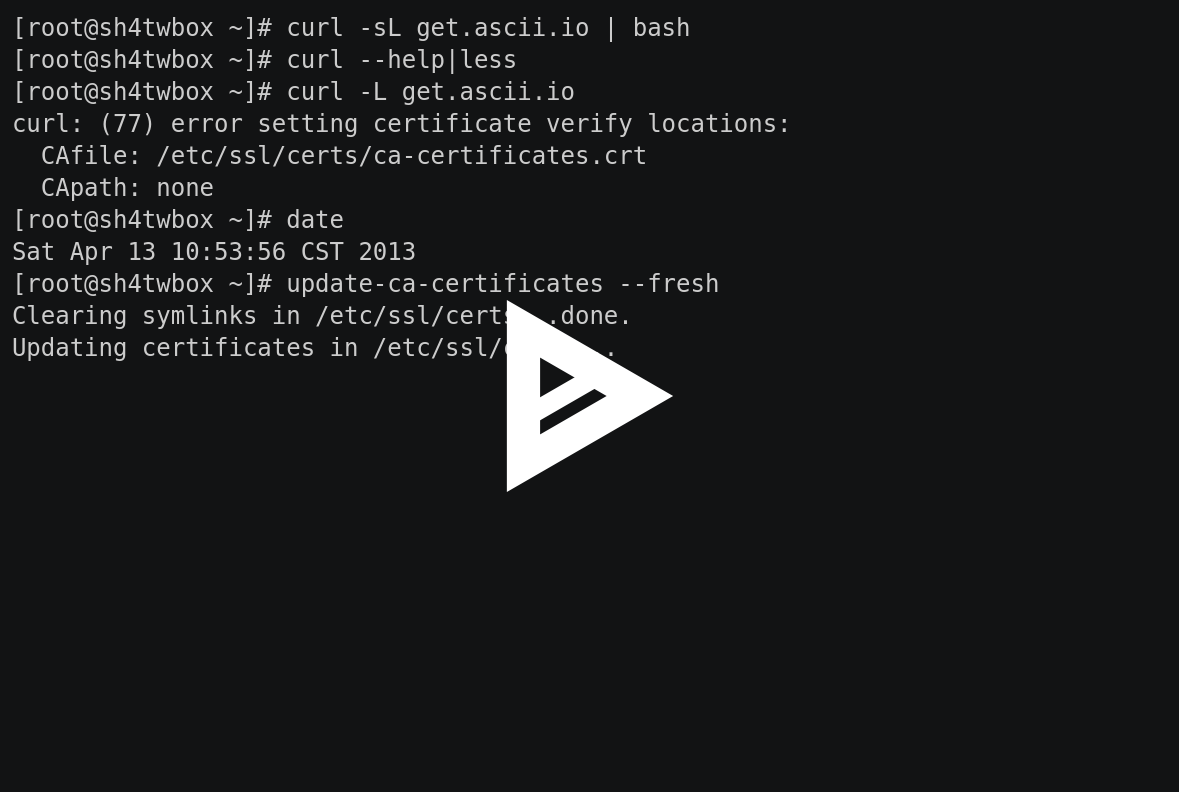 [root@sh4twbox ~]# curl -sL get.ascii.io | bash
[root@sh4twbox ~]# curl --help|less
[root@sh4twbox ~]# curl -L get.ascii.io
curl: (77) error setting certificate verify locations:
  CAfile: /etc/ssl/certs/ca-certificates.crt
  CApath: none
[root@sh4twbox ~]# date
Sat Apr 13 10:53:56 CST 2013
[root@sh4twbox ~]# update-ca-certificates --fresh
Clearing symlinks in /etc/ssl/certs .done.
Updating certificates in /etc/ssl/